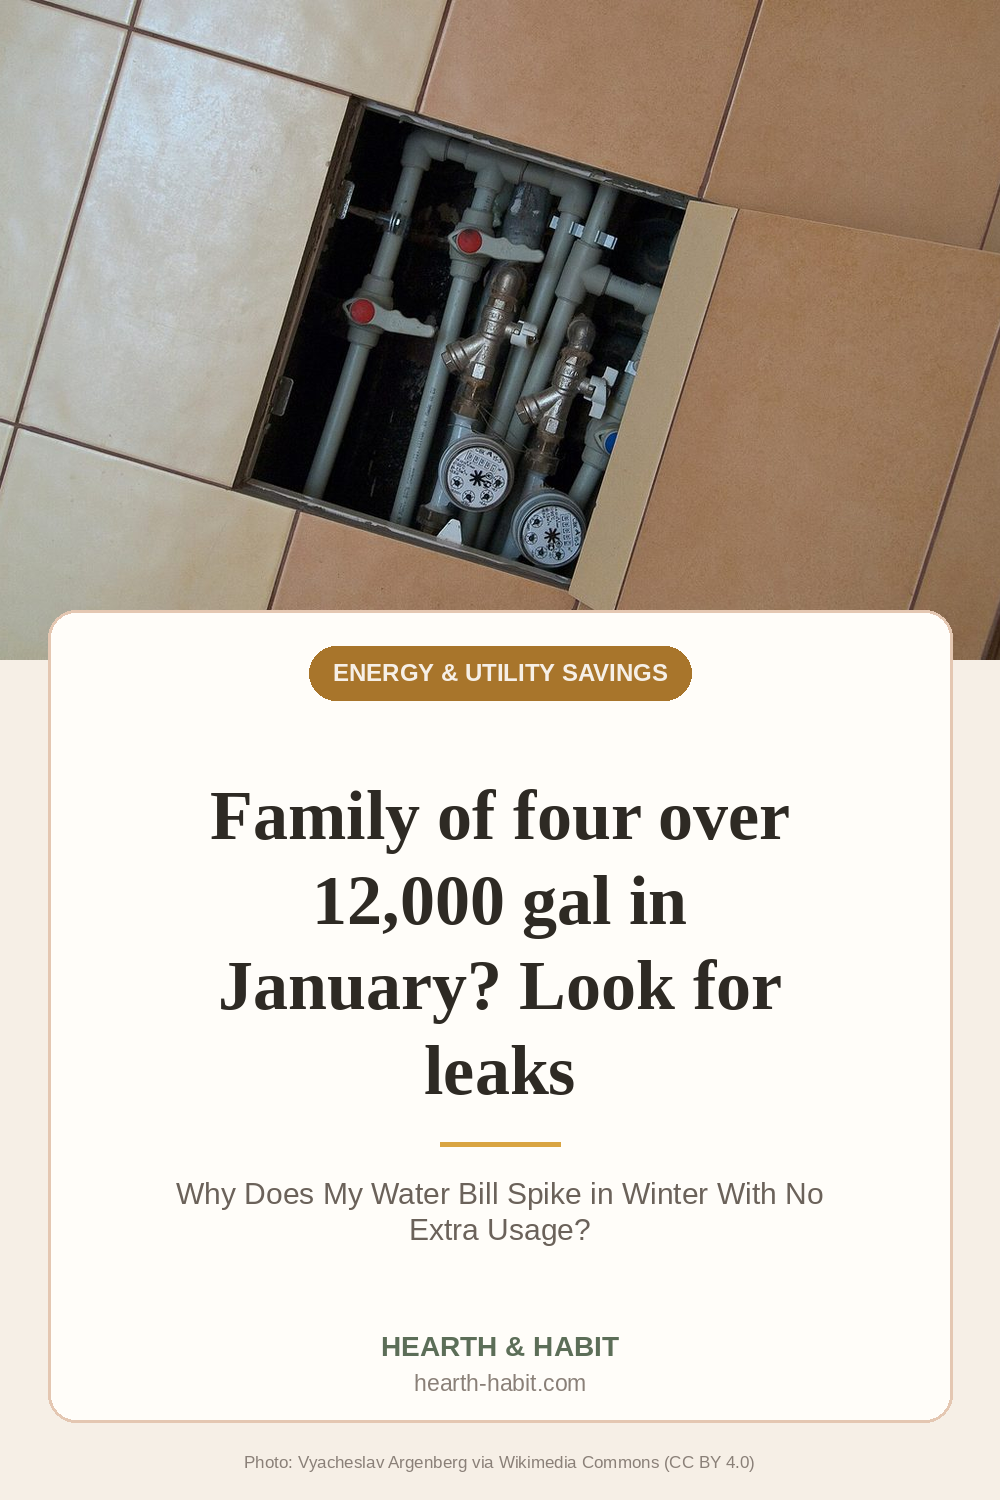 ENERGY & UTILITY SAVINGS
Family of four over
12,000 gal in
January? Look for
leaks
Why Does My Water Bill Spike in Winter With No
Extra Usage?
HEARTH & HABIT
hearth-habit.com
Photo: Vyacheslav Argenberg via Wikimedia Commons (CC BY 4.0)